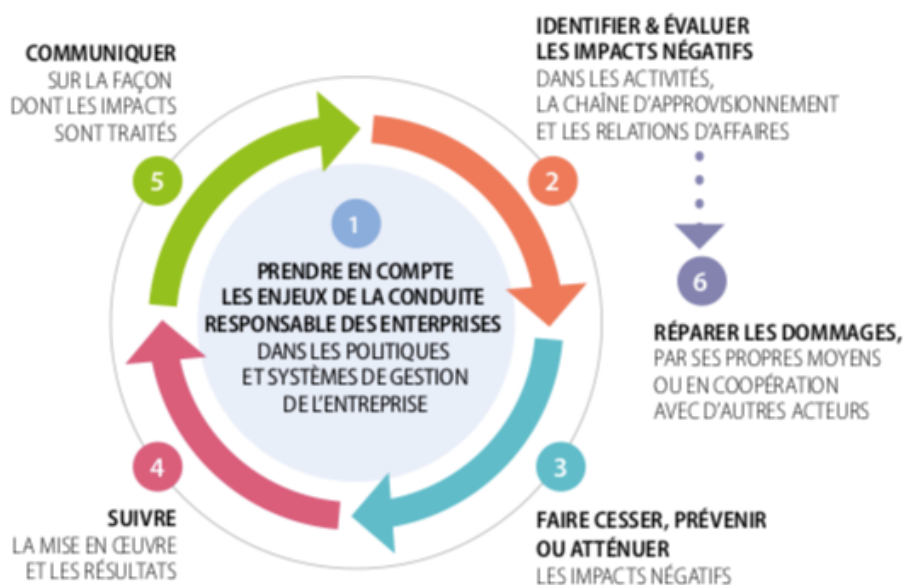 1
PRENDRE EN COMPTE
LES ENJEUX DE LA CONDUITE
RESPONSABLE DES ENTERPRISES
DANS LES POLITIQUES
ET SYSTÈMES DE GESTION
DE L'ENTREPRISE
2
IDENTIFIER & ÉVALUER
LES IMPACTS NÉGATIFS
DANS LES ACTIVITÉS,
LA CHAÎNE D'APPROVISIONNEMENT
ET LES RELATIONS D'AFFAIRES
3
FAIRE CESSER, PRÉVENIR
OU ATTÉNUER
LES IMPACTS NÉGATIFS
4
SUIVRE
LA MISE EN ŒUVRE
ET LES RÉSULTATS
5
COMMUNIQUER
SUR LA FAÇON
DONT LES IMPACTS
SONT TRAITÉS
6
RÉPARER LES DOMMAGES,
PAR SES PROPRES MOYENS
OU EN COOPÉRATION
AVEC D'AUTRES ACTEURS